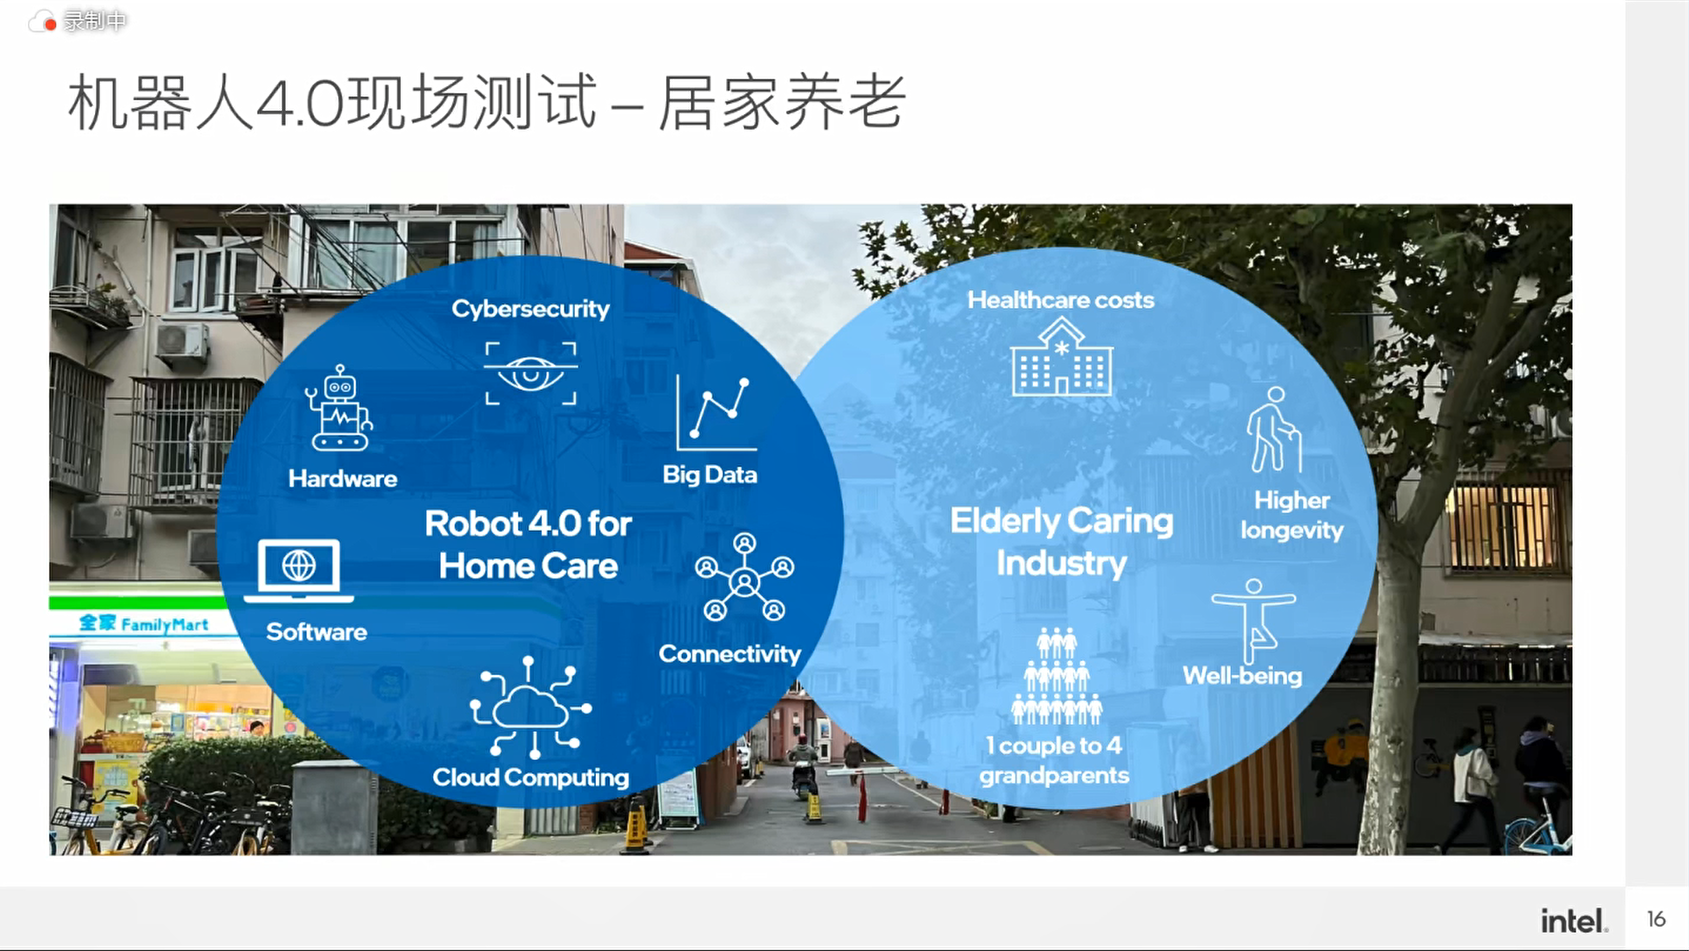 录制中
机器人4.0现场测试 – 居家养老
Cybersecurity
Hardware
Big Data
Robot 4.0 for
Home Care
Software
Connectivity
Cloud Computing
Healthcare costs
Higher
longevity
Elderly Caring
Industry
Well-being
1 couple to 4
grandparents
全家 FamilyMart
intel.
16